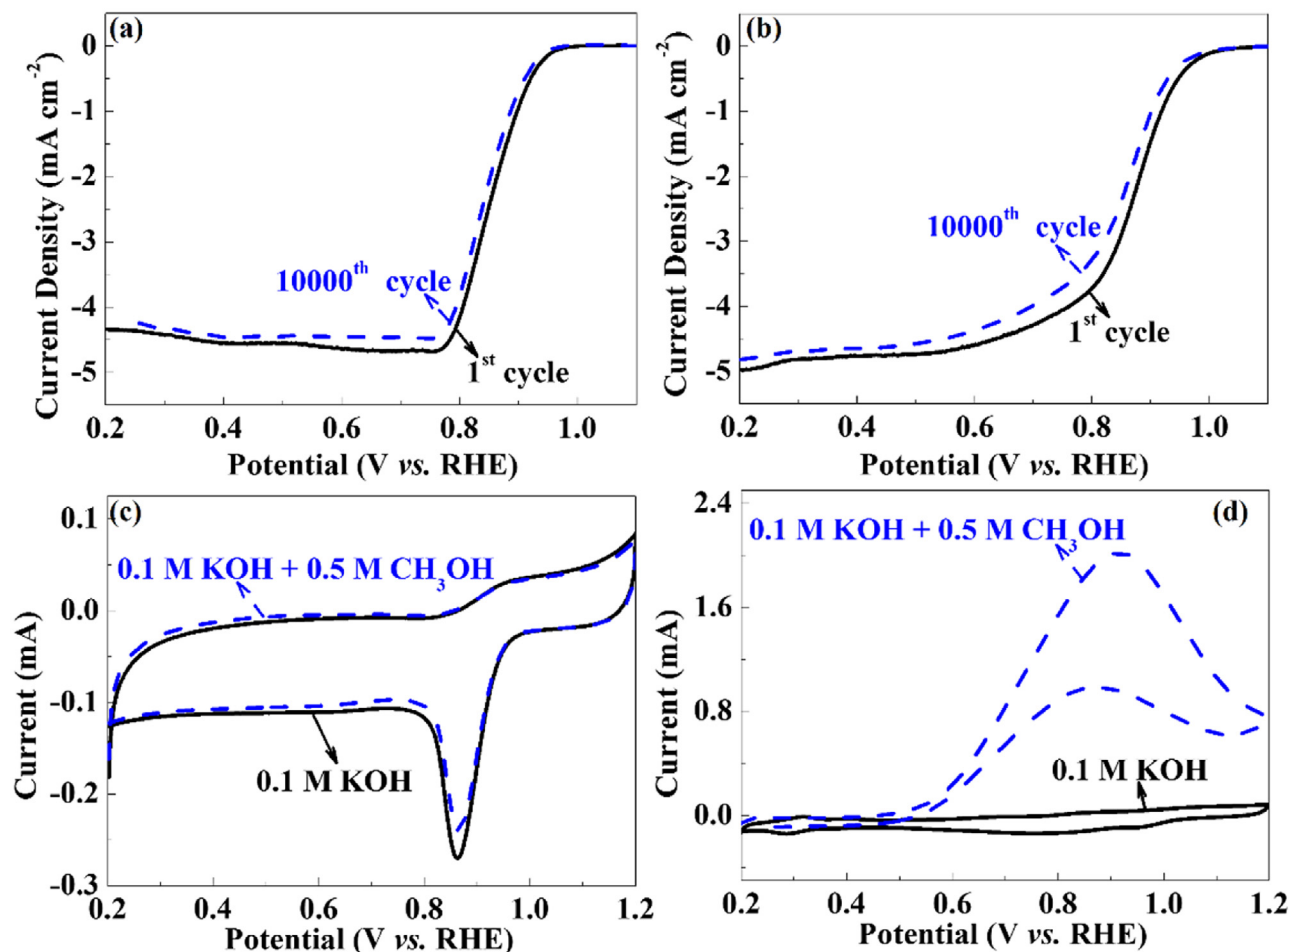 (a)
0
-1
-2
-3
-4
-5
Current Density (mA cm-2)
10000th cycle
1st cycle
0.2 0.4 0.6 0.8 1.0
Potential (V vs. RHE)
(b)
0
-1
-2
-3
-4
-5
Current Density (mA cm-2)
10000th cycle
1st cycle
0.2 0.4 0.6 0.8 1.0
Potential (V vs. RHE)
(c)
0.1
0.0
-0.1
-0.2
-0.3
Current (mA)
0.1 M KOH + 0.5 M CH3OH
0.1 M KOH
0.2 0.4 0.6 0.8 1.0 1.2
Potential (V vs. RHE)
(d)
2.4
1.6
0.8
0.0
Current (mA)
0.1 M KOH + 0.5 M CH3OH
0.1 M KOH
0.2 0.4 0.6 0.8 1.0 1.2
Potential (V vs. RHE)